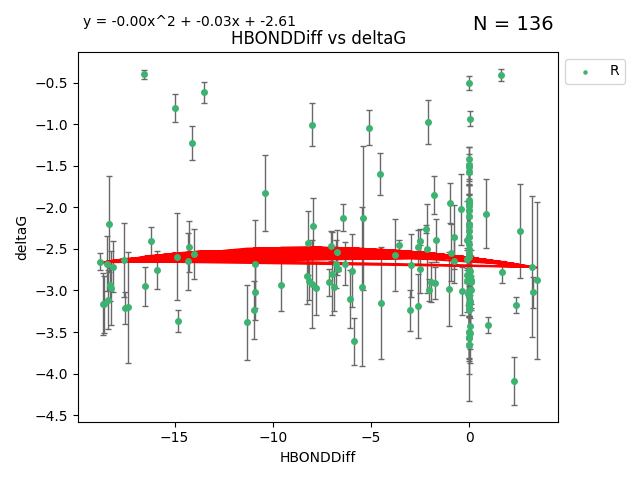 y = -0.00x^2 + -0.03x + -2.61
N = 136
HBONDDiff vs deltaG
R
deltaG
−0.5
−1.0
−1.5
−2.0
−2.5
−3.0
−3.5
−4.0
−4.5
−15
−10
−5
0
HBONDDiff